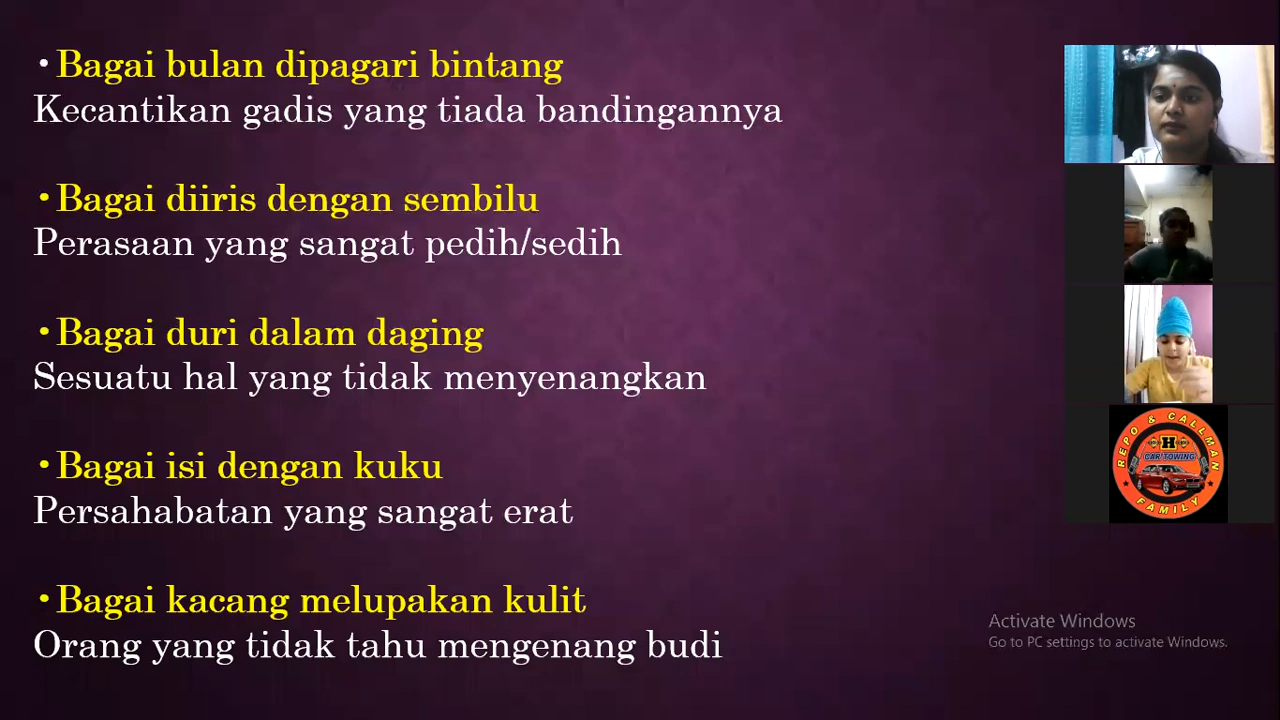 • Bagai bulan dipagari bintang
Kecantikan gadis yang tiada bandingannya
• Bagai diiris dengan sembilu
Perasaan yang sangat pedih/sedih
• Bagai duri dalam daging
Sesuatu hal yang tidak menyenangkan
• Bagai isi dengan kuku
Persahabatan yang sangat erat
• Bagai kacang melupakan kulit
Orang yang tidak tahu mengenang budi
REPO & CALLMAN
H
CAR TOWING
FAMILY
Activate Windows
Go to PC settings to activate Windows.